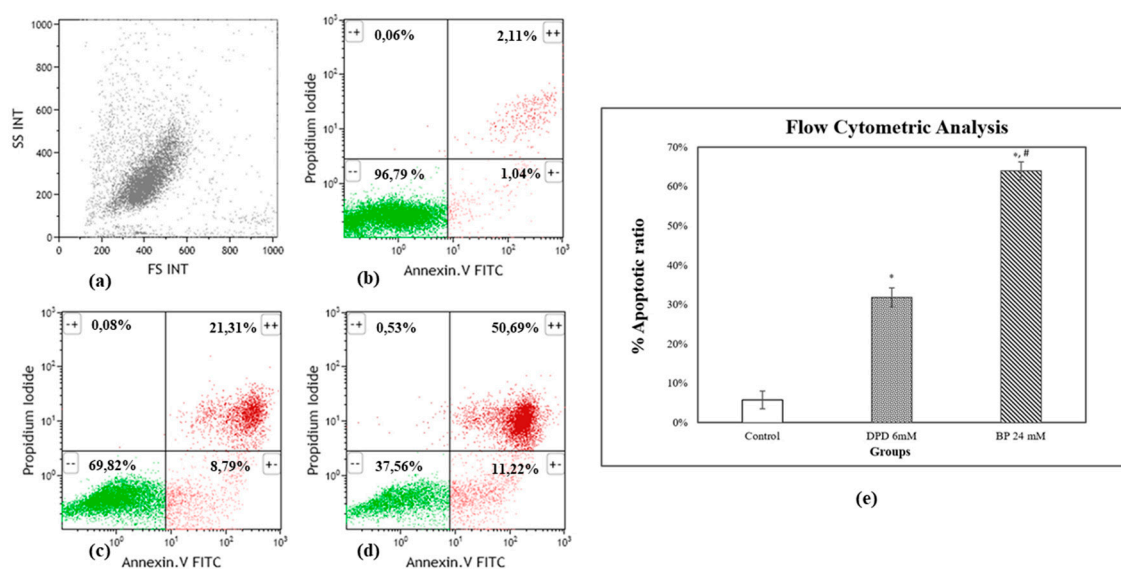 1000
800
600
400
200
0
SS INT
0 200 400 600 800 1000
FS INT
(a)
-+ 0,06% 2,11% ++
-- 96,79 % 1,04% +-
10³
10²
10¹
10⁰
Propidium Iodide
10⁰ 10¹ 10² 10³
Annexin.V FITC
(b)
-+ 0,08% 21,31% ++
-- 69,82% 8,79% +-
10²
10¹
10⁰
Propidium Iodide
10⁰ 10¹ 10² 10³
Annexin.V FITC
(c)
-+ 0,53% 50,69% ++
-- 37,56% 11,22% +-
10²
10¹
10⁰
Propidium Iodide
10⁰ 10¹ 10² 10³
Annexin.V FITC
(d)
Flow Cytometric Analysis
70%
60%
50%
40%
30%
20%
10%
0%
% Apoptotic ratio
*
*, #
Control DPD 6mM BP 24 mM
Groups
(e)